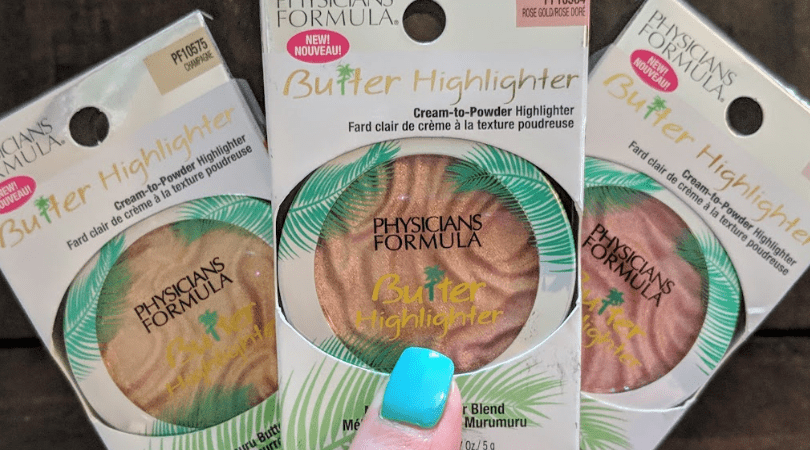 PF10575
CHAMPAGNE
PHYSICIANS
FORMULA®
NEW!
NOUVEAU!
Butter Highlighter
Cream-to-Powder Highlighter
Fard clair de crème à la texture poudreuse
PHYSICIANS
FORMULA
Butter
Highlighter
PHYSICIANS
FORMULA®
ROSE GOLD/ROSE DORÉ
NEW!
NOUVEAU!
Butter Highlighter
Cream-to-Powder Highlighter
Fard clair de crème à la texture poudreuse
PHYSICIANS
FORMULA
Butter
Highlighter
Blend
Murumuru
Oz / 5 g
PHYSICIANS
FORMULA®
NEW!
NOUVEAU!
Butter Highlighter
Cream-to-Powder Highlighter
Fard clair de crème à la texture poudreuse
PHYSICIANS
FORMULA
Butter
Highlighter